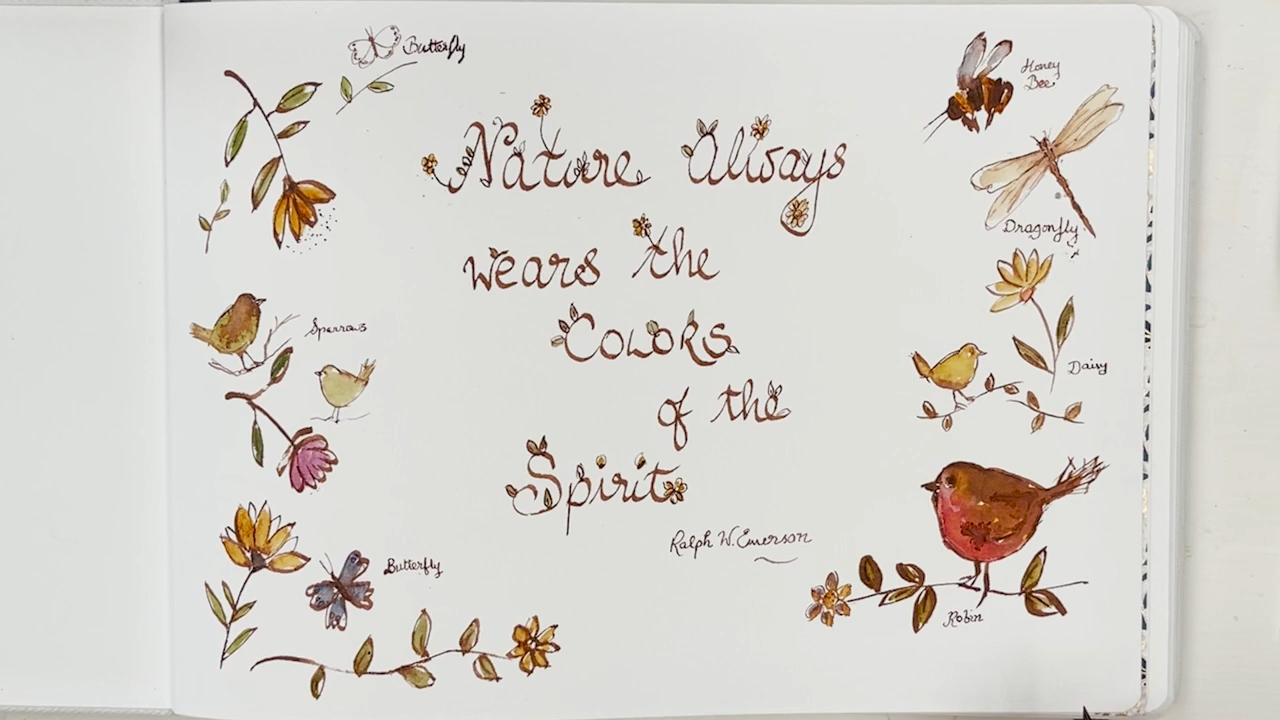 Butterfly
Honey
Bee
Nature Always
Dragonfly
wears the
Sparrows
Colors
Daisy
of the
Spirit
Ralph W. Emerson
Butterfly
Robin